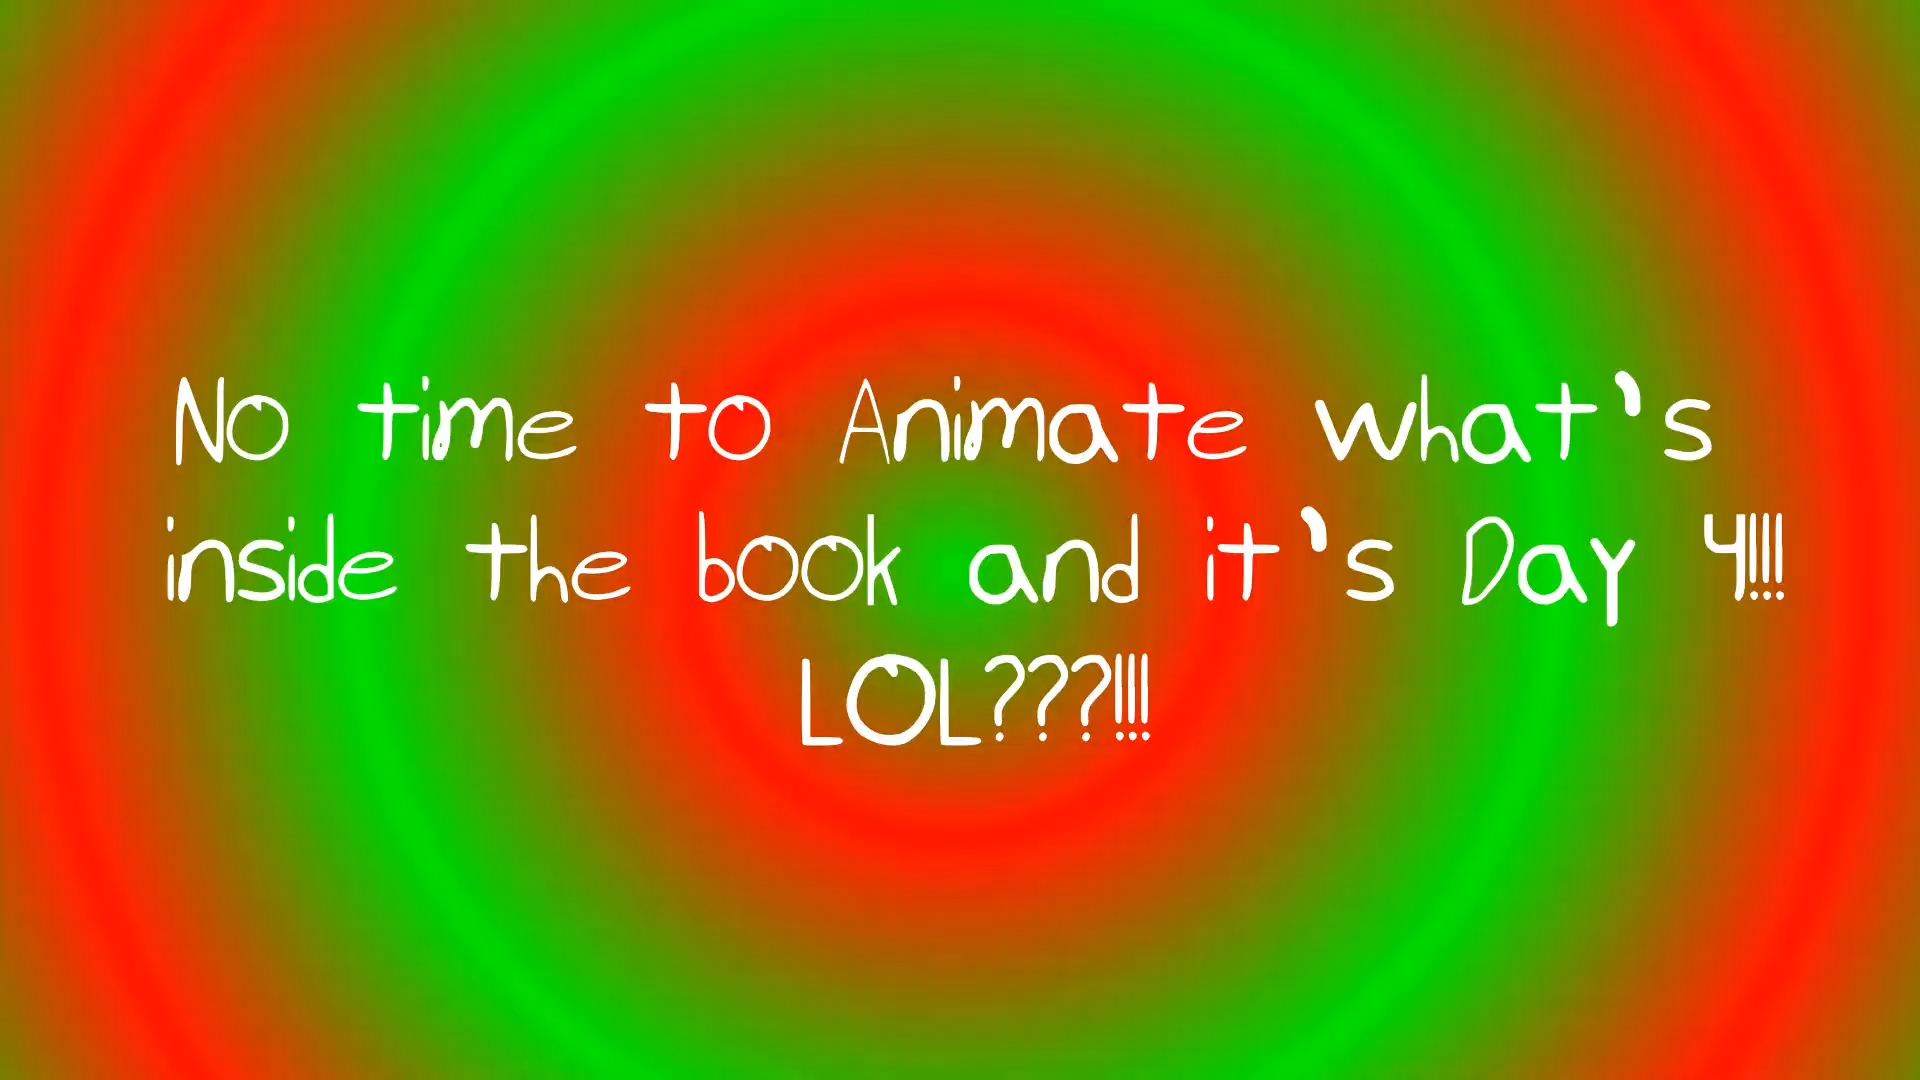 No time to Animate what's
inside the book and it's Day 4!!!
LOL???!!!